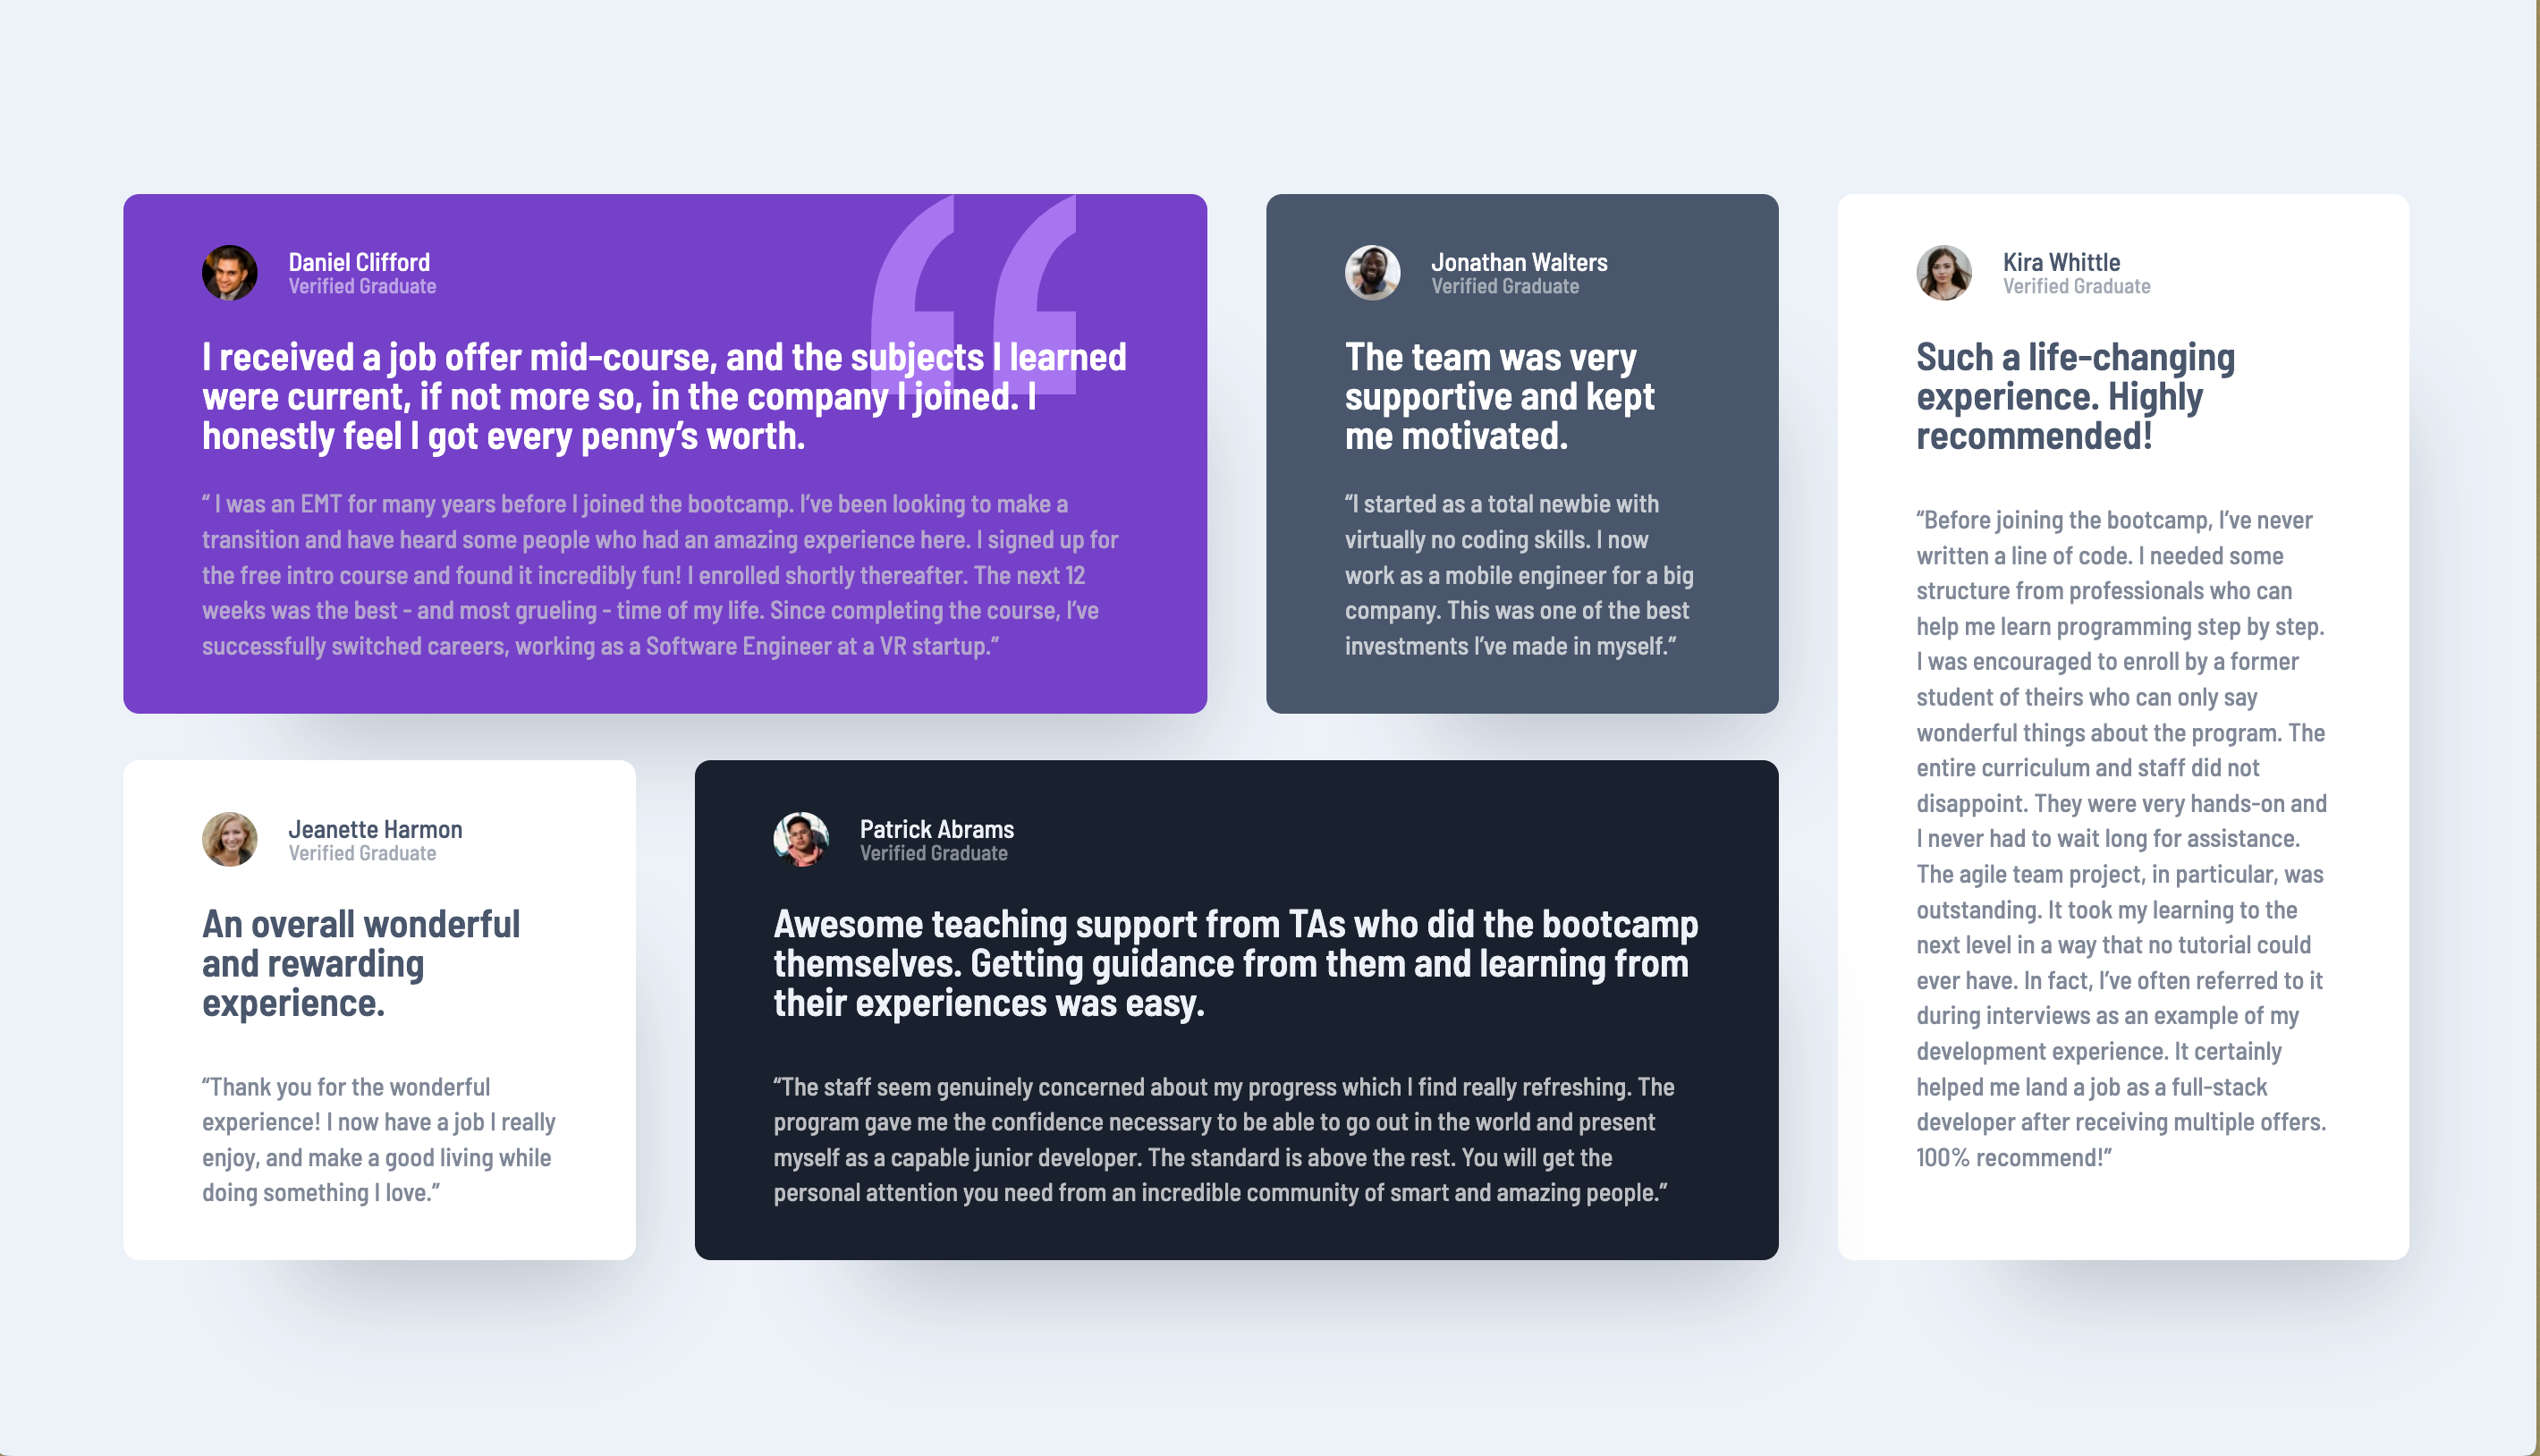 Daniel Clifford
Verified Graduate
I received a job offer mid-course, and the subjects I learned
were current, if not more so, in the company I joined. I
honestly feel I got every penny’s worth.
“ I was an EMT for many years before I joined the bootcamp. I’ve been looking to make a
transition and have heard some people who had an amazing experience here. I signed up for
the free intro course and found it incredibly fun! I enrolled shortly thereafter. The next 12
weeks was the best - and most grueling - time of my life. Since completing the course, I’ve
successfully switched careers, working as a Software Engineer at a VR startup.”
Jonathan Walters
Verified Graduate
The team was very
supportive and kept
me motivated.
“I started as a total newbie with
virtually no coding skills. I now
work as a mobile engineer for a big
company. This was one of the best
investments I’ve made in myself.”
Kira Whittle
Verified Graduate
Such a life-changing
experience. Highly
recommended!
“Before joining the bootcamp, I’ve never
written a line of code. I needed some
structure from professionals who can
help me learn programming step by step.
I was encouraged to enroll by a former
student of theirs who can only say
wonderful things about the program. The
entire curriculum and staff did not
disappoint. They were very hands-on and
I never had to wait long for assistance.
The agile team project, in particular, was
outstanding. It took my learning to the
next level in a way that no tutorial could
ever have. In fact, I’ve often referred to it
during interviews as an example of my
development experience. It certainly
helped me land a job as a full-stack
developer after receiving multiple offers.
100% recommend!”
Jeanette Harmon
Verified Graduate
An overall wonderful
and rewarding
experience.
“Thank you for the wonderful
experience! I now have a job I really
enjoy, and make a good living while
doing something I love.”
Patrick Abrams
Verified Graduate
Awesome teaching support from TAs who did the bootcamp
themselves. Getting guidance from them and learning from
their experiences was easy.
“The staff seem genuinely concerned about my progress which I find really refreshing. The
program gave me the confidence necessary to be able to go out in the world and present
myself as a capable junior developer. The standard is above the rest. You will get the
personal attention you need from an incredible community of smart and amazing people.”